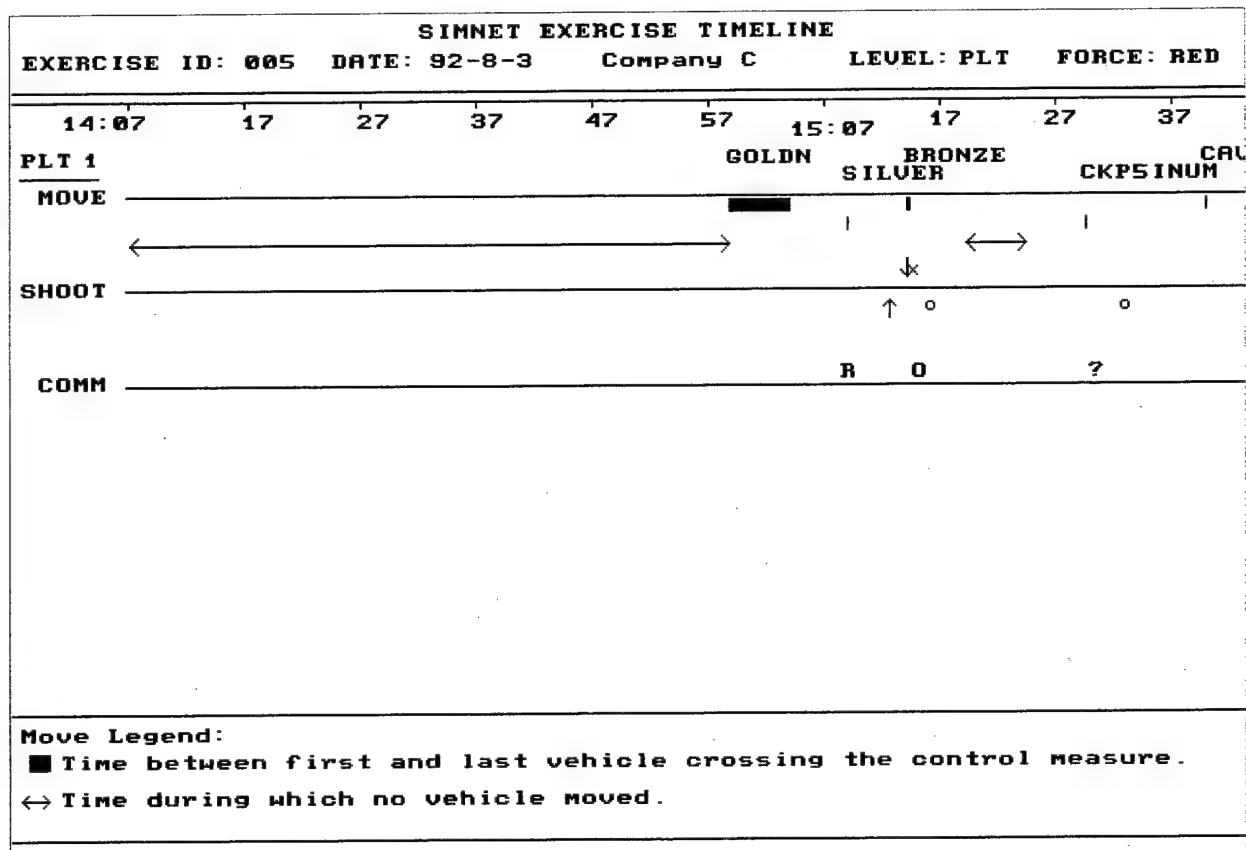 SIMNET EXERCISE TIMELINE
EXERCISE ID: 005 DATE: 92-8-3 Company C LEVEL: PLT FORCE: RED
14:07 17 27 37 47 57 15:07 17 27 37
PLT 1 GOLDN BRONZE CAV
SILVER CKP5INUM
MOVE
SHOOT
COMM R O ?
Move Legend:
Time between first and last vehicle crossing the control measure.
Time during which no vehicle moved.